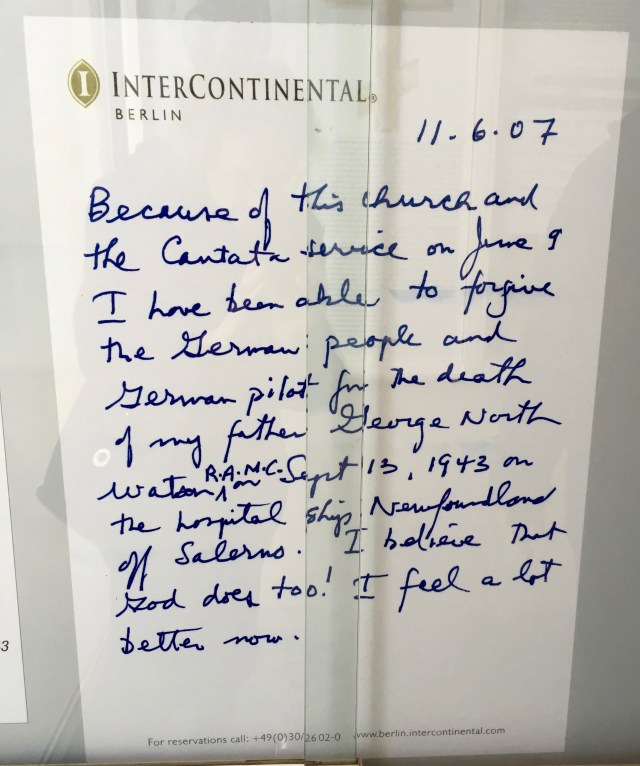 INTERCONTINENTAL®
BERLIN
11.6.07
Because of this church and
the Cantata service on June 9
I have been able to forgive
the German people and
German pilot for the death
of my father George North
Watson, R.A.M.C. on Sept 13, 1943 on
the hospital ship, Newfoundland
off Salerno. I believe that
God does too! I feel a lot
better now.
For reservations call: +49(0)30/2602-0 www.berlin.intercontinental.com
3